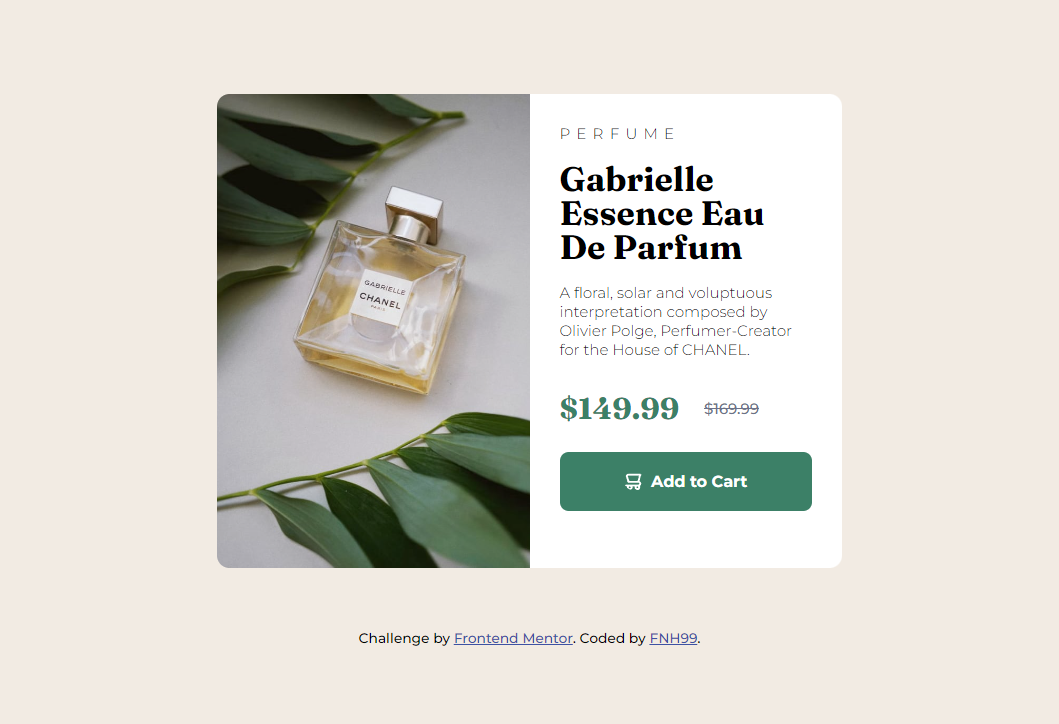 PERFUME
Gabrielle
Essence Eau
De Parfum
A floral, solar and voluptuous
interpretation composed by
Olivier Polge, Perfumer-Creator
for the House of CHANEL.
$149.99 $169.99
Add to Cart
GABRIELLE
CHANEL
PARIS
Challenge by Frontend Mentor. Coded by FNH99.